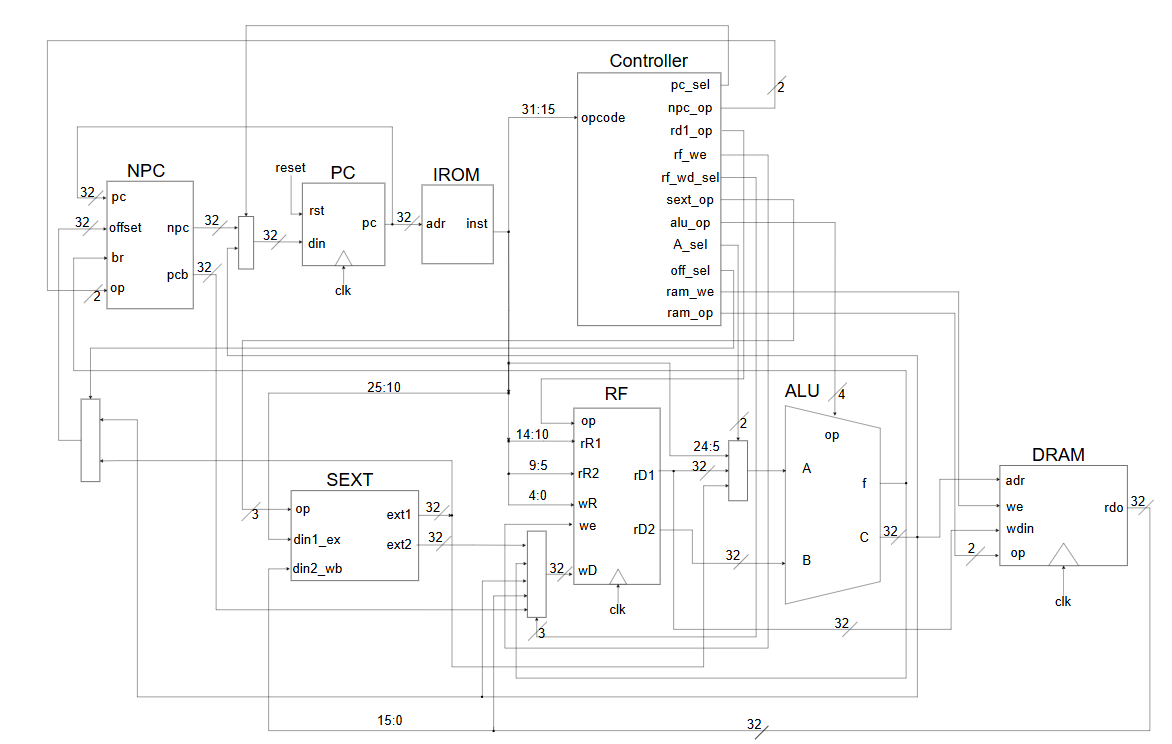 Controller
pc_sel
npc_op
2
31:15
opcode
rd1_op
rf_we
rf_wd_sel
sext_op
alu_op
A_sel
off_sel
ram_we
ram_op
NPC
32
pc
32
offset
npc
32
br
pcb
32
op
2
reset
PC
rst
pc
32
din
32
clk
IROM
adr
inst
25:10
RF
op
14:10
rR1
9:5
rR2
rD1
4:0
wR
we
rD2
32
wD
clk
3
24:5
32
2
32
ALU
4
op
A
f
C
32
B
DRAM
adr
we
rdo
32
wdin
2
op
clk
SEXT
3
op
ext1
32
din1_ex
ext2
32
din2_wb
32
15:0
32